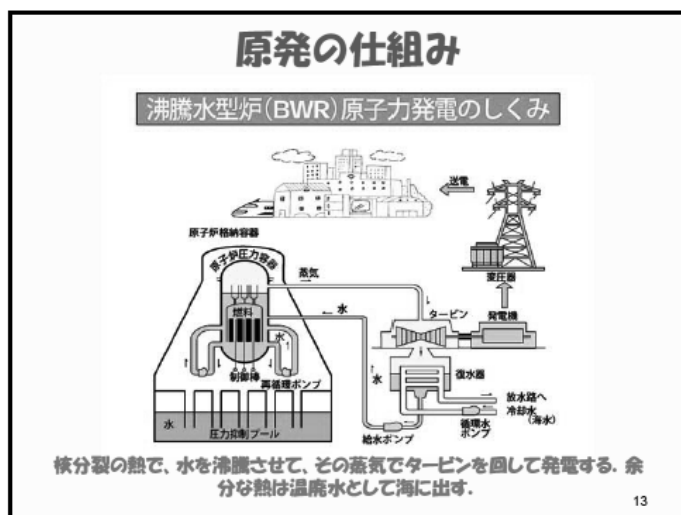 原発の仕組み
沸騰水型炉(BWR)原子力発電のしくみ
送電
原子炉格納容器
原子炉圧力容器
変圧器
蒸気
燃料
水
水
タービン
発電機
制御棒
再循環ポンプ
水
復水器
放水路へ
冷却水
(海水)
水
圧力抑制プール
給水ポンプ
循環水
ポンプ
核分裂の熱で、水を沸騰させて、その蒸気でタービンを回して発電する. 余
分な熱は温廃水として海に出す.
13